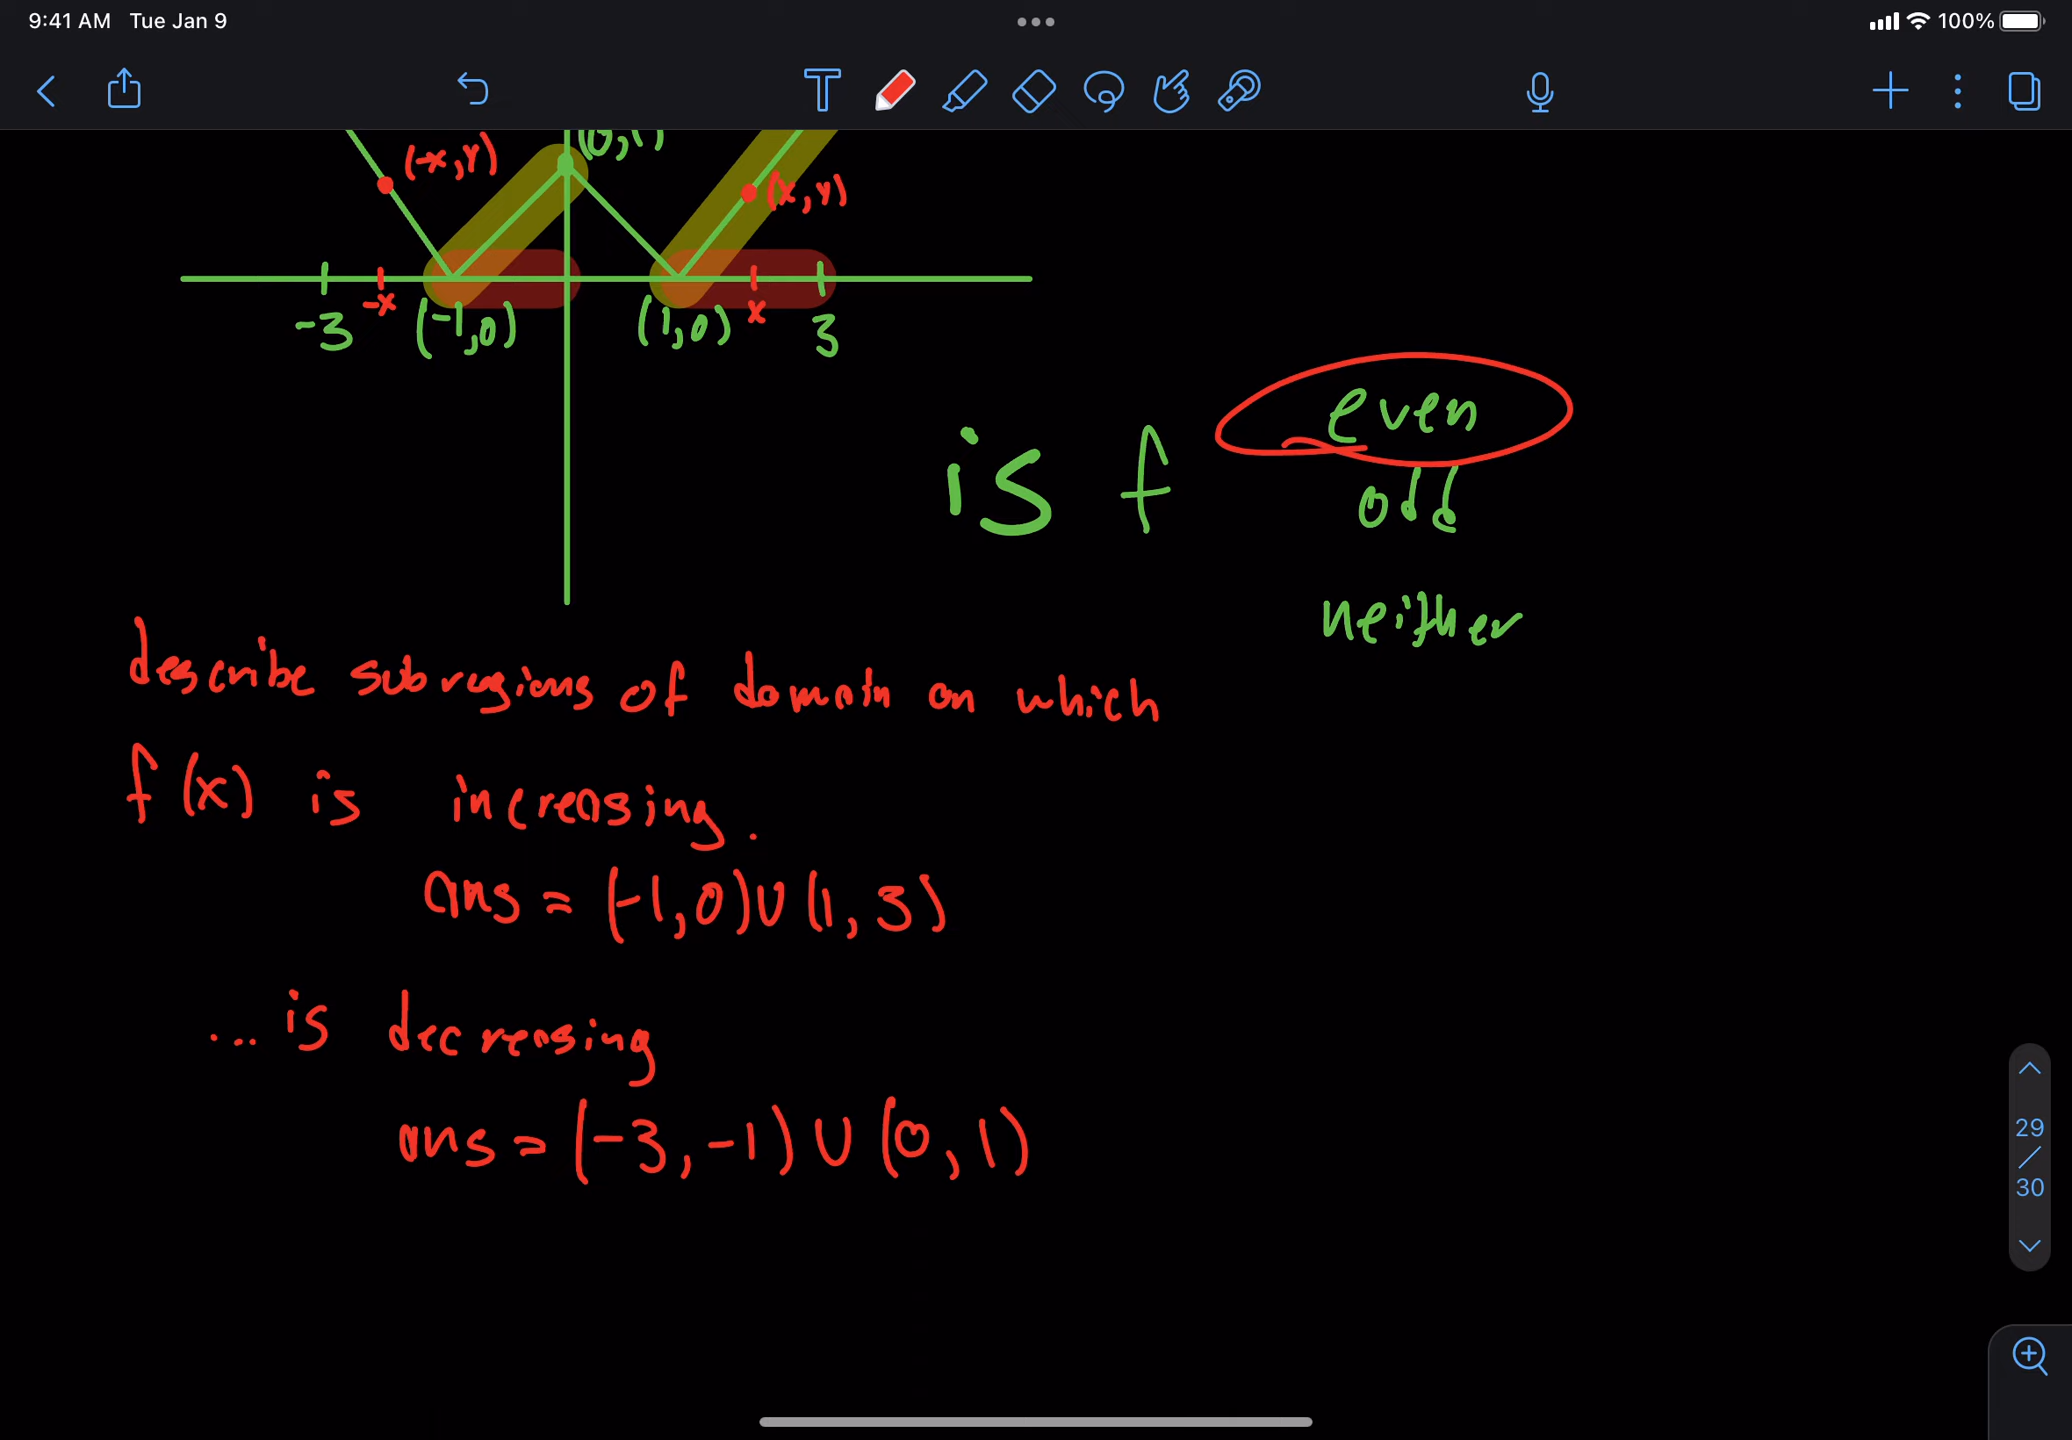 9:41 AM Tue Jan 9
100%
T
(0,1)
(-x,y)
(x,y)
-3
-x
(-1,0)
(1,0)
x
3
is f
even
odd
neither
describe subregions of domain on which
f(x) is increasing.
ans = (-1,0)∪(1,3)
... is decreasing
ans = (-3,-1)∪(0,1)
29
/
30